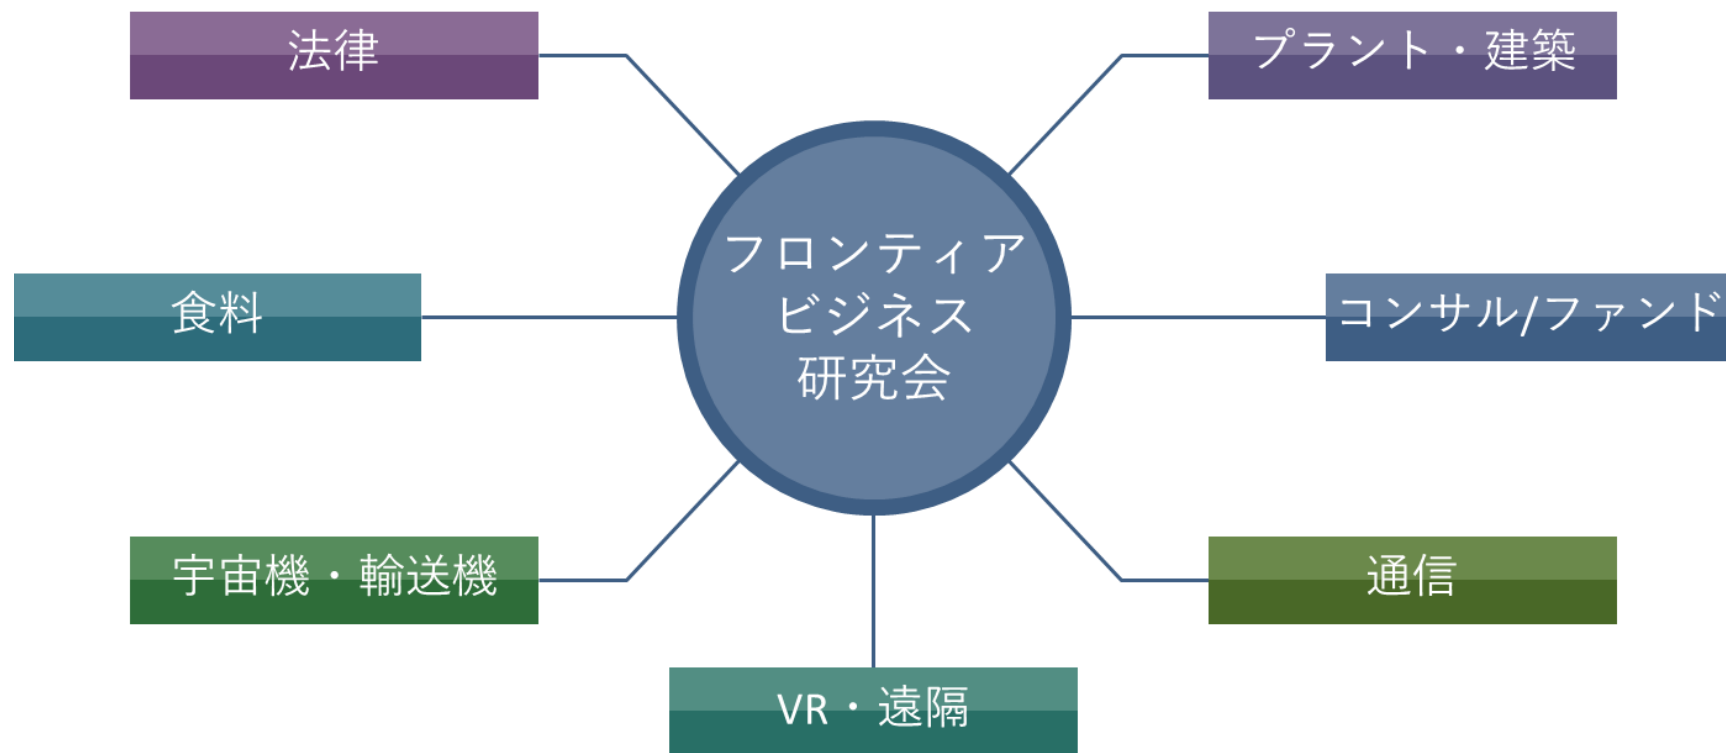 法律
プラント・建築
フロンティア
ビジネス
研究会
食料
コンサル/ファンド
宇宙機・輸送機
通信
VR・遠隔